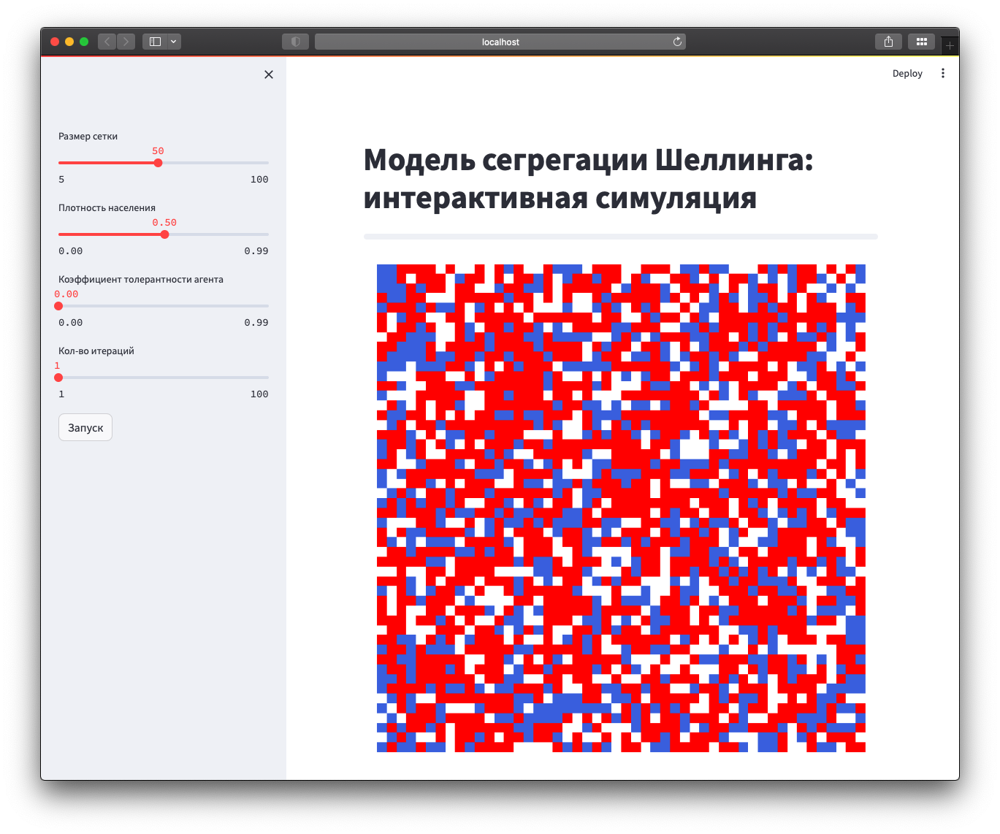 localhost
Deploy
Размер сетки
50
5 100
Плотность населения
0.50
0.00 0.99
Коэффициент толерантности агента
0.00
0.00 0.99
Кол-во итераций
1
1 100
Запуск
Модель сегрегации Шеллинга:
интерактивная симуляция